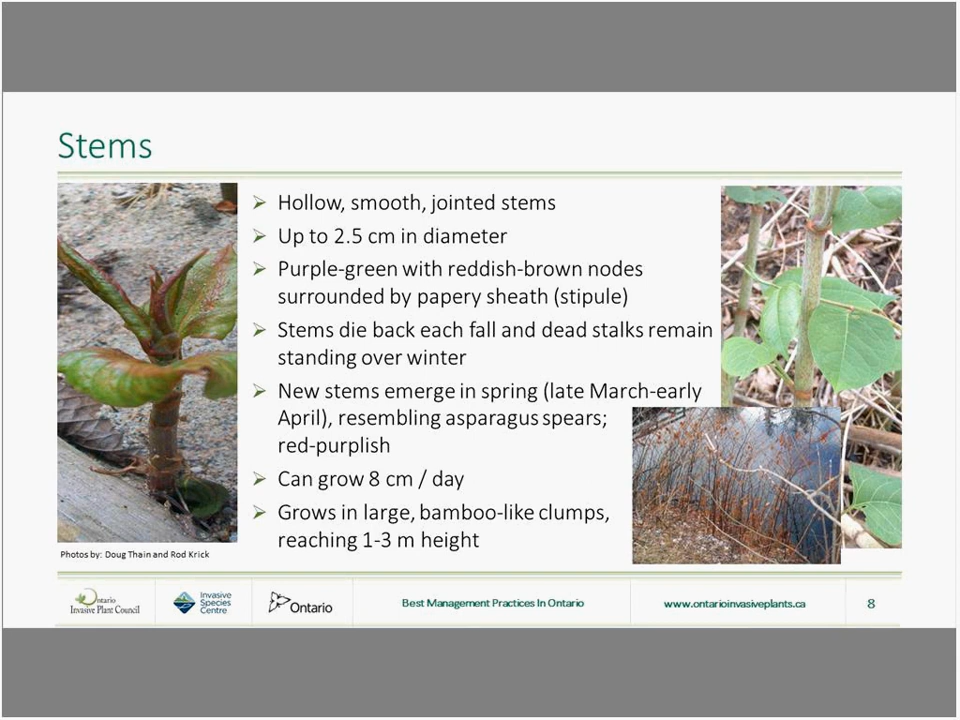 Stems
Hollow, smooth, jointed stems
Up to 2.5 cm in diameter
Purple-green with reddish-brown nodes
surrounded by papery sheath (stipule)
Stems die back each fall and dead stalks remain
standing over winter
New stems emerge in spring (late March-early
April), resembling asparagus spears;
red-purplish
Can grow 8 cm / day
Grows in large, bamboo-like clumps,
reaching 1-3 m height
Photos by: Doug Thain and Rod Krick
Ontario
Invasive Plant Council
Invasive
Species
Centre
Ontario
Best Management Practices In Ontario
www.ontarioinvasiveplants.ca
8